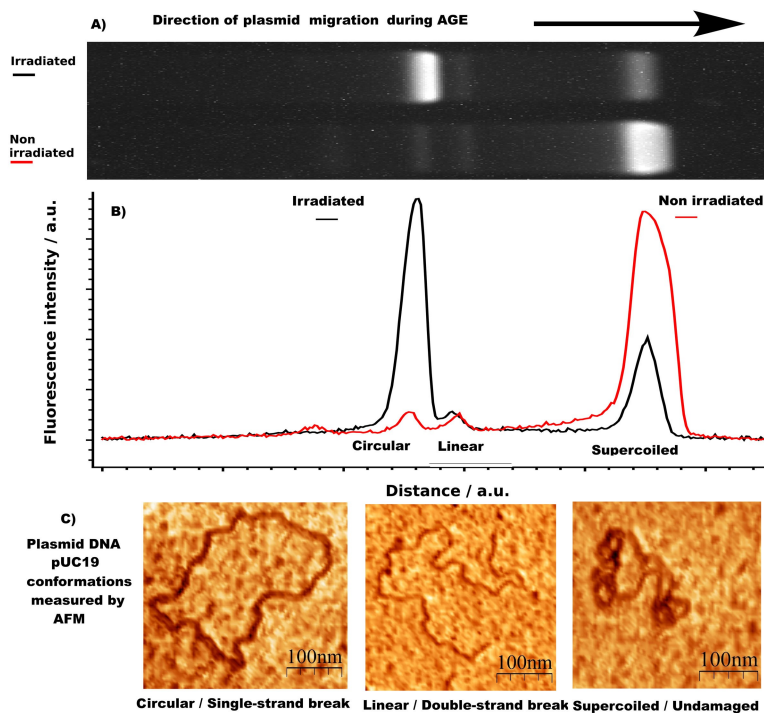 Direction of plasmid migration during AGE
A)
Irradiated
Non
irradiated
B)
Irradiated
Non irradiated
Fluorescence intensity / a.u.
Circular
Linear
Supercoiled
Distance / a.u.
C)
Plasmid DNA
pUC19
conformations
measured by
AFM
100nm
100nm
100nm
Circular / Single-strand break
Linear / Double-strand break
Supercoiled / Undamaged